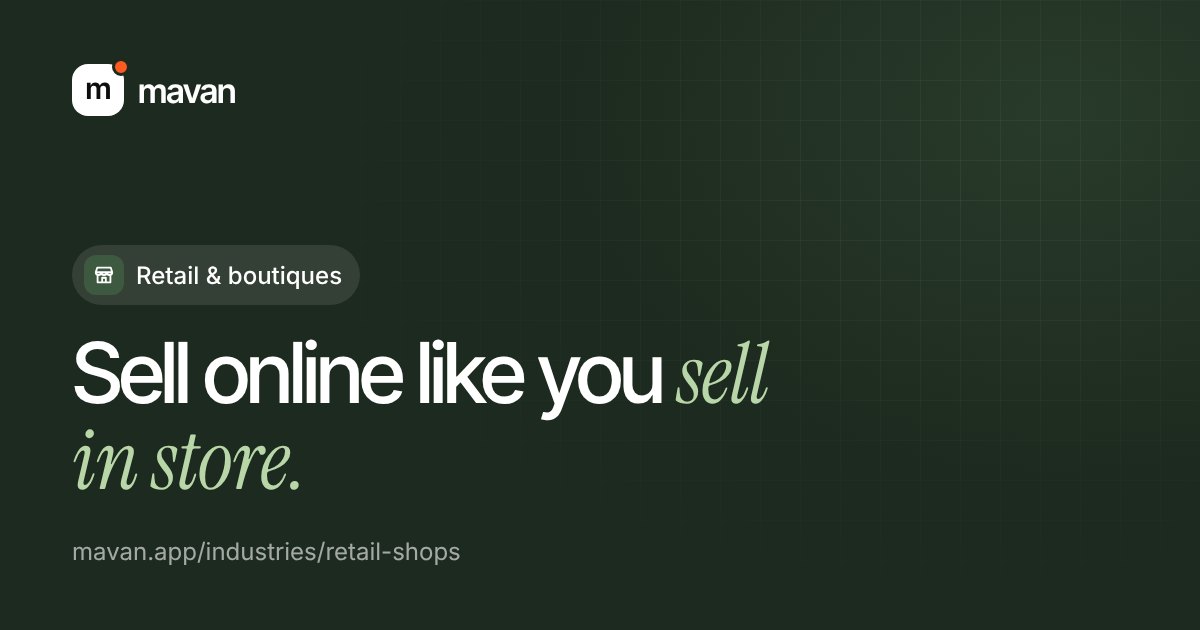 m mavan
Retail & boutiques
Sell online like you sell
in store.
mavan.app/industries/retail-shops